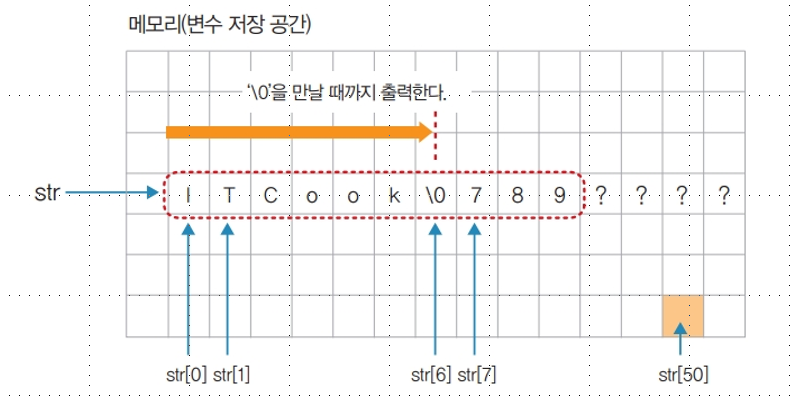 메모리(변수 저장 공간)
‘\0’을 만날 때까지 출력한다.
str I T C o o k \0 7 8 9 ? ? ? ?
str[0] str[1] str[6] str[7] str[50]